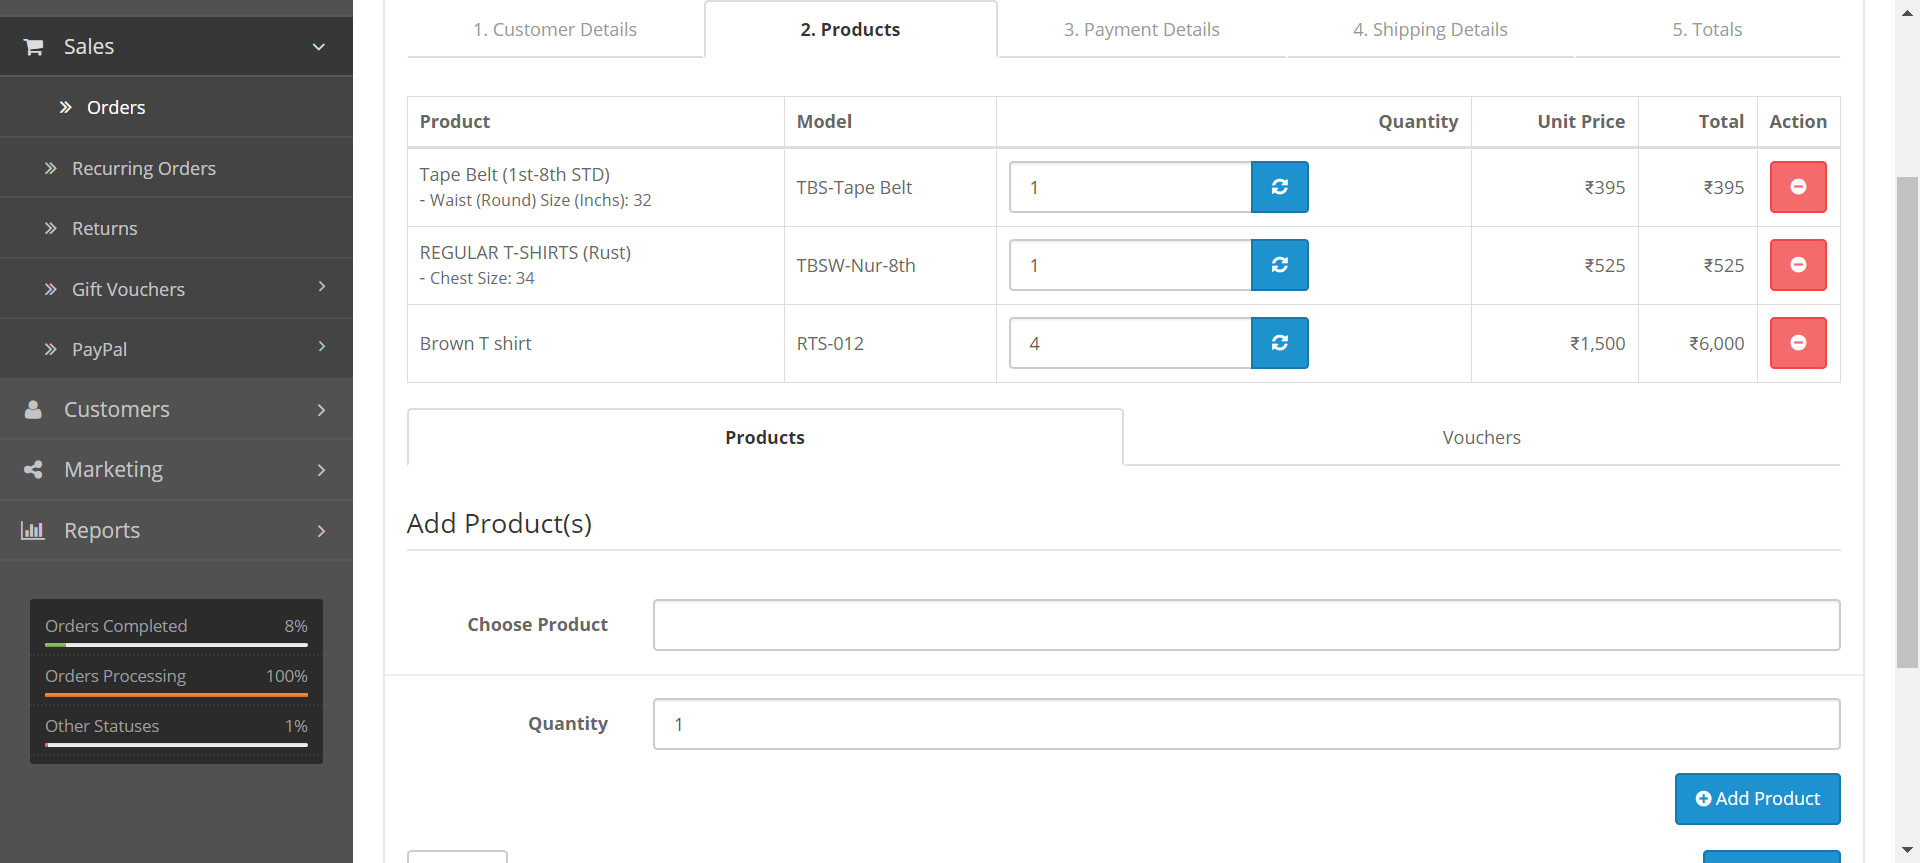 Sales
Orders
Recurring Orders
Returns
Gift Vouchers
PayPal
Customers
Marketing
Reports
Orders Completed 8%
Orders Processing 100%
Other Statuses 1%
1. Customer Details 2. Products 3. Payment Details 4. Shipping Details 5. Totals
Product Model Quantity Unit Price Total Action
Tape Belt (1st-8th STD)
- Waist (Round) Size (Inchs): 32
TBS-Tape Belt 1 ₹395 ₹395
REGULAR T-SHIRTS (Rust)
- Chest Size: 34
TBSW-Nur-8th 1 ₹525 ₹525
Brown T shirt RTS-012 4 ₹1,500 ₹6,000
Products Vouchers
Add Product(s)
Choose Product
Quantity 1
Add Product